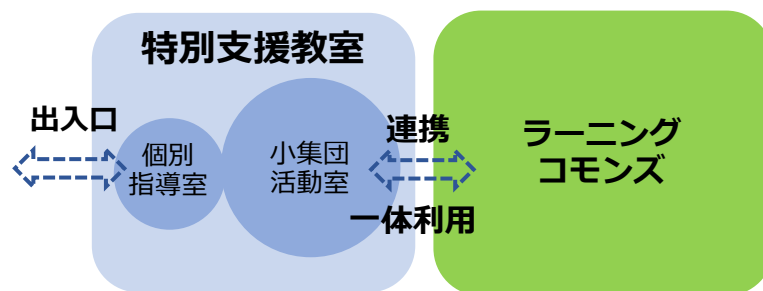 特別支援教室
出入口
個別
指導室
小集団
活動室
連携
一体利用
ラーニング
コモンズ